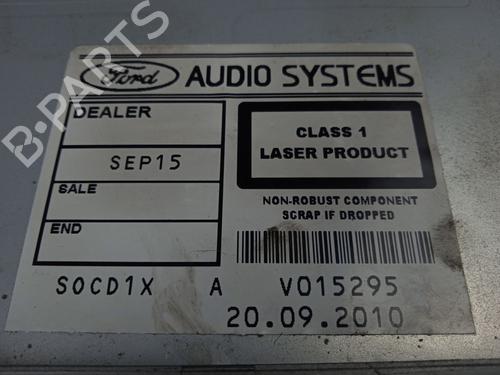 Ford AUDIO SYSTEMS
DEALER
SEP15
SALE
END
CLASS 1
LASER PRODUCT
NON-ROBUST COMPONENT
SCRAP IF DROPPED
SOCD1X A V015295
20.09.2010
B-PARTS